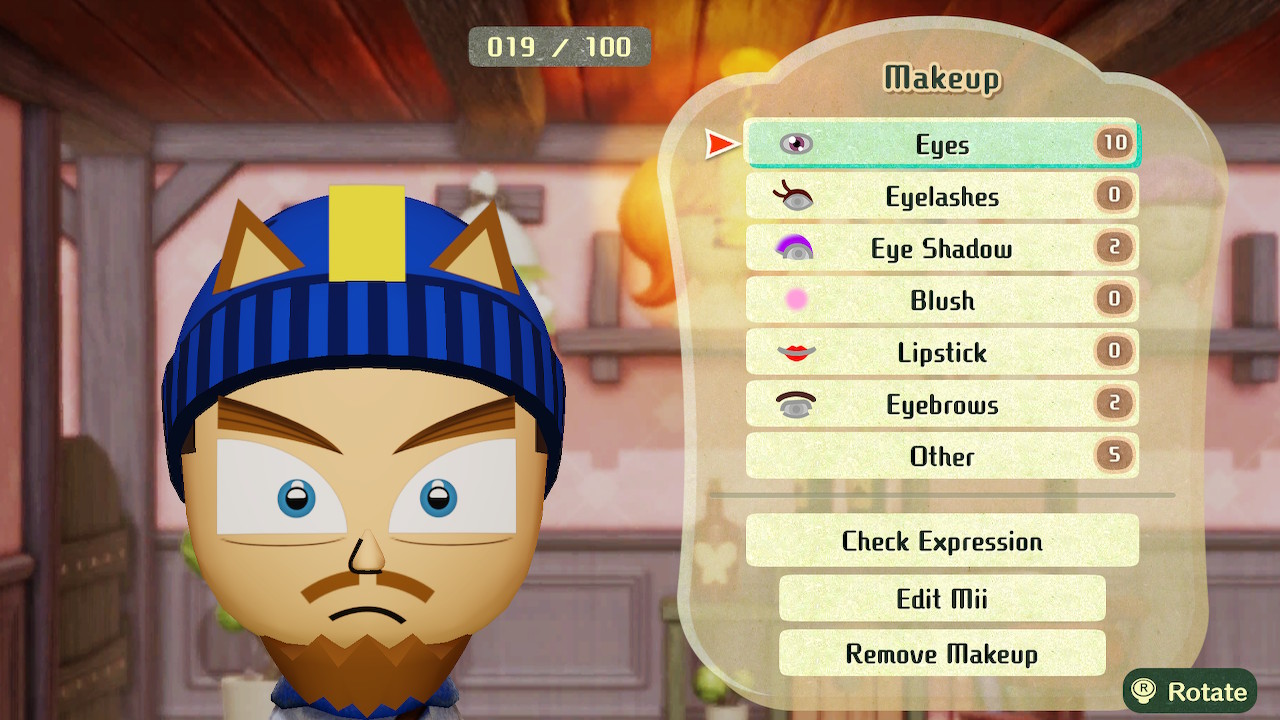 019 / 100
Makeup
Eyes 10
Eyelashes 0
Eye Shadow 2
Blush 0
Lipstick 0
Eyebrows 2
Other 5
Check Expression
Edit Mii
Remove Makeup
R Rotate